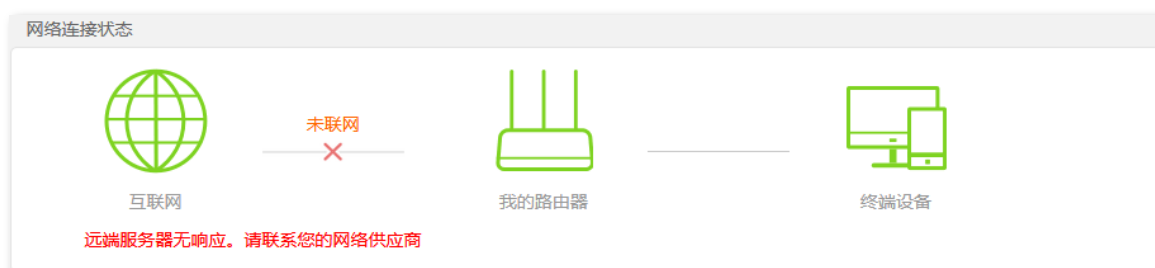 网络连接状态
未联网
互联网
我的路由器
终端设备
远端服务器无响应。请联系您的网络供应商